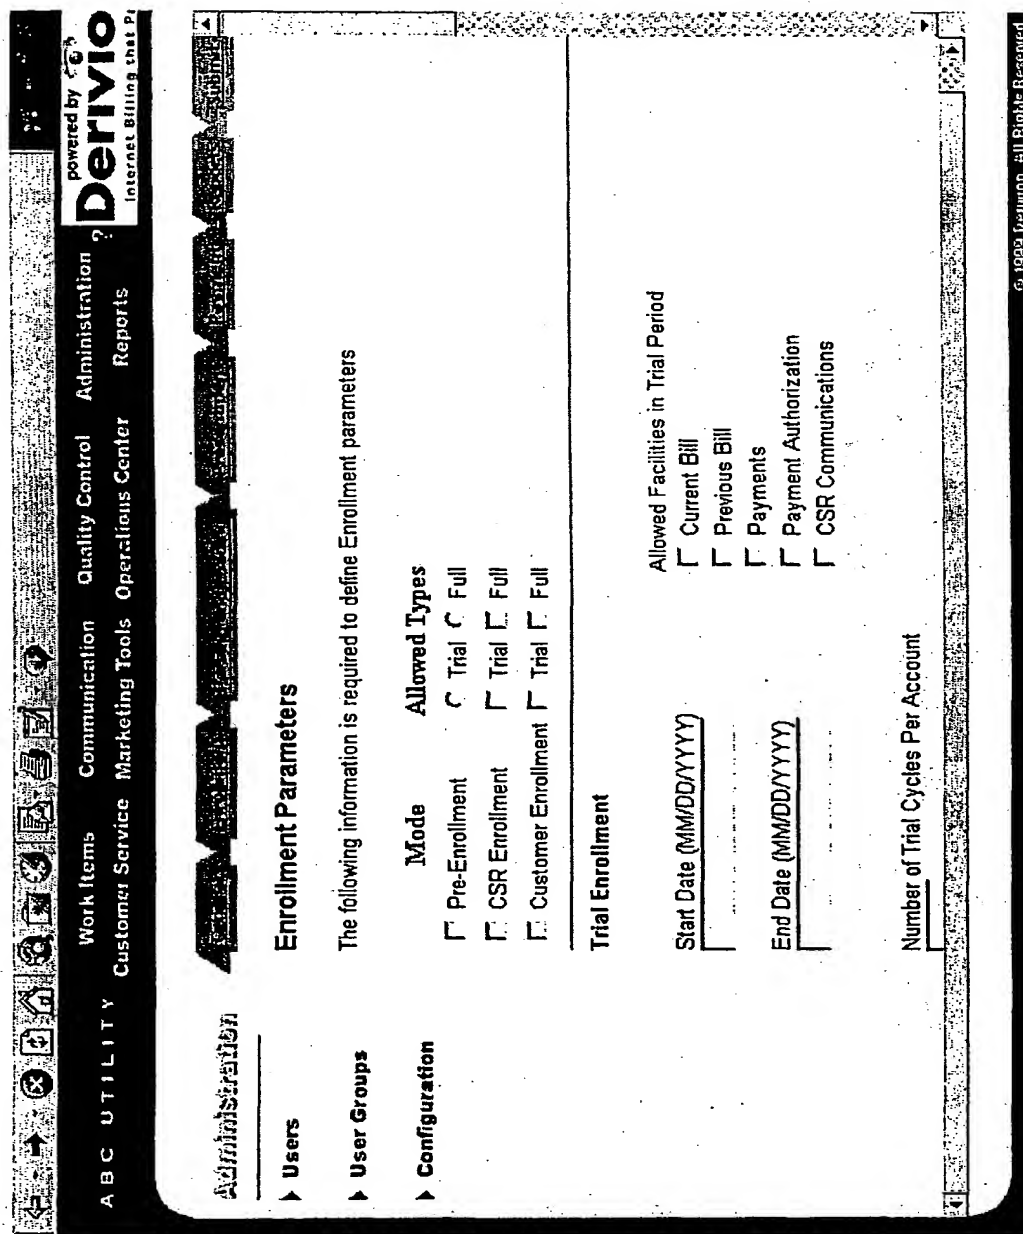 powered by
Derivio
Internet Billing that Pa
Work Items Communication Quality Control Administration ?
ABC UTILITY Customer Service Marketing Tools Operations Center Reports
Administration
Users
User Groups
Configuration
Enrollment Parameters
The following information is required to define Enrollment parameters
Mode Allowed Types
Pre-Enrollment Trial Full
CSR Enrollment Trial Full
Customer Enrollment Trial Full
Trial Enrollment
Start Date (MM/DD/YYYY)
End Date (MM/DD/YYYY)
Number of Trial Cycles Per Account
Allowed Facilities in Trial Period
Current Bill
Previous Bill
Payments
Payment Authorization
CSR Communications
© 1999 All Rights Reserved